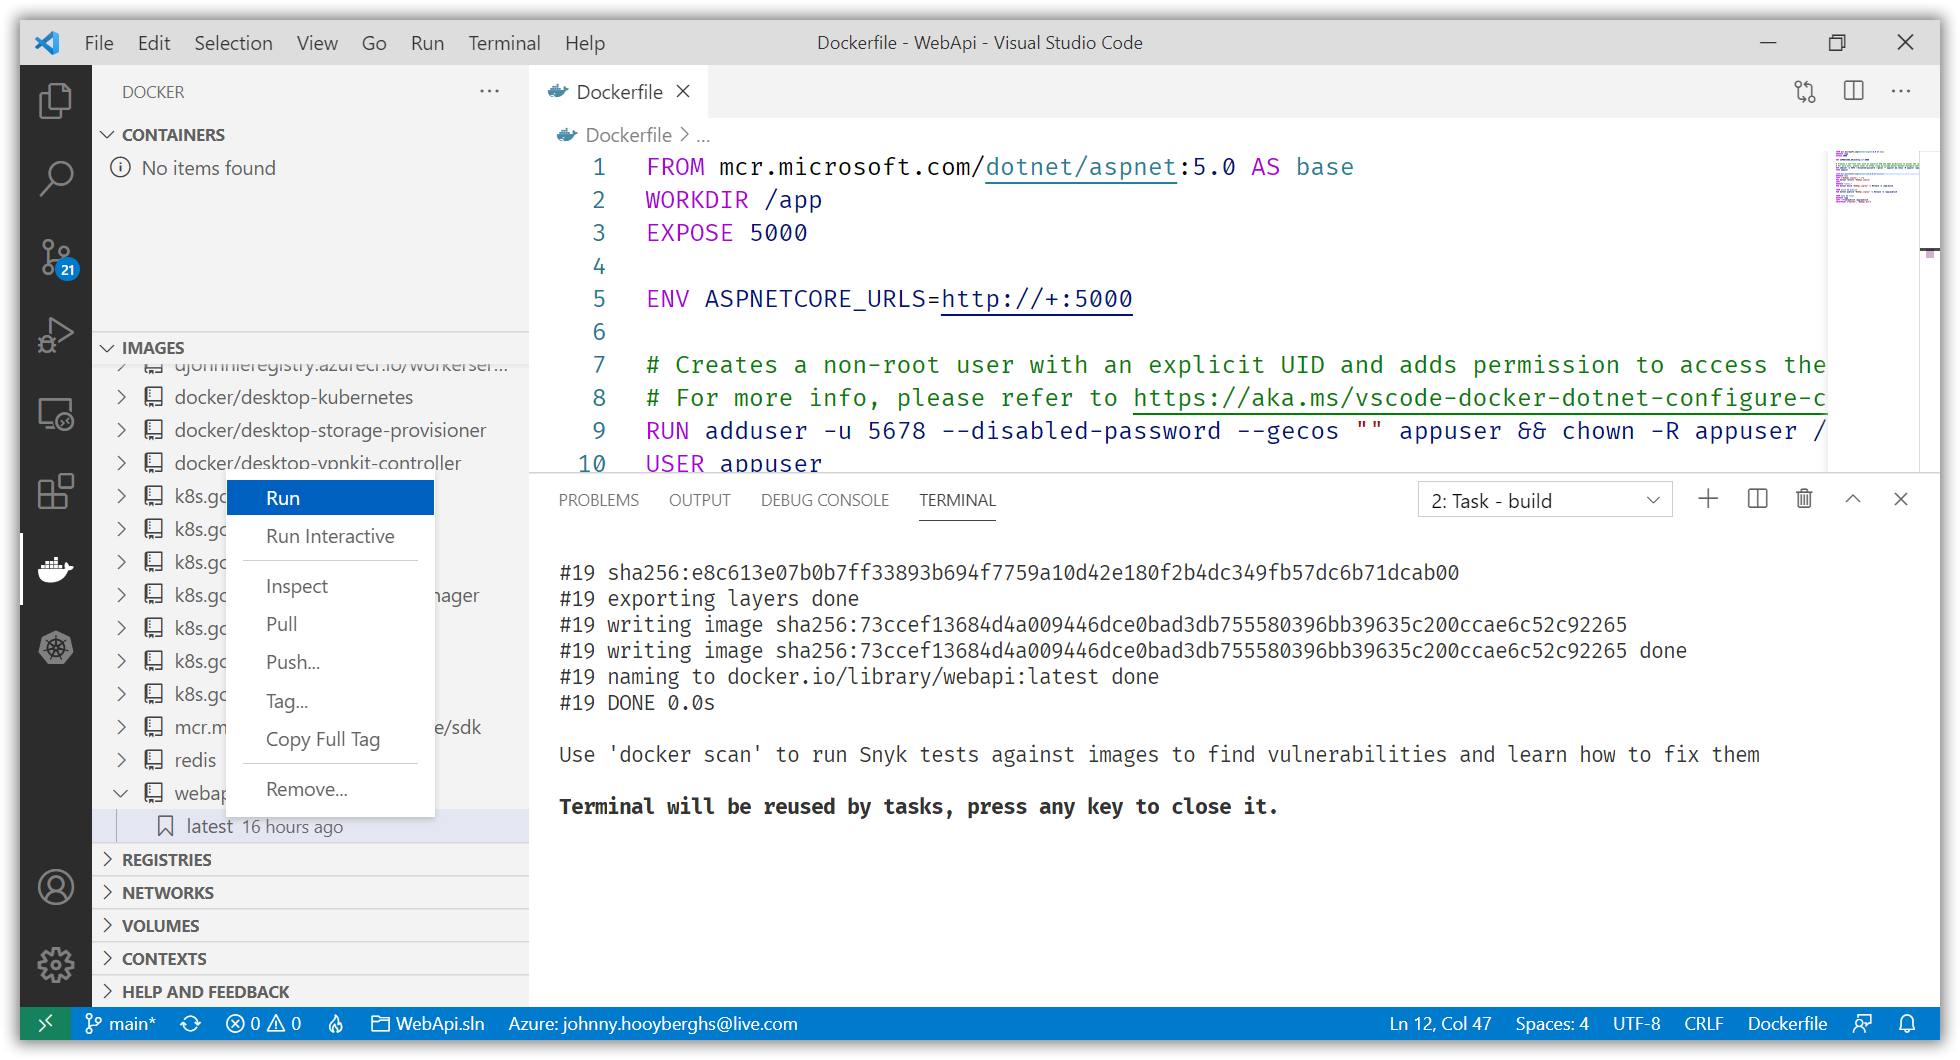 File Edit Selection View Go Run Terminal Help
Dockerfile - WebApi - Visual Studio Code
DOCKER
CONTAINERS
No items found
21
IMAGES
djohnnieregistry.azurecr.io/workerser...
docker/desktop-kubernetes
docker/desktop-storage-provisioner
docker/desktop-vpnkit-controller
k8s.gc
k8s.gc
k8s.gc
k8s.gc nager
k8s.gc
k8s.gc
k8s.gc
mcr.m e/sdk
redis
webap
latest 16 hours ago
REGISTRIES
NETWORKS
VOLUMES
CONTEXTS
HELP AND FEEDBACK
Run
Run Interactive
Inspect
Pull
Push...
Tag...
Copy Full Tag
Remove...
Dockerfile
Dockerfile > ...
1 FROM mcr.microsoft.com/dotnet/aspnet:5.0 AS base
2 WORKDIR /app
3 EXPOSE 5000
4
5 ENV ASPNETCORE_URLS=http://+:5000
6
7 # Creates a non-root user with an explicit UID and adds permission to access the
8 # For more info, please refer to https://aka.ms/vscode-docker-dotnet-configure-c
9 RUN adduser -u 5678 --disabled-password --gecos "" appuser && chown -R appuser /
10 USER appuser
PROBLEMS OUTPUT DEBUG CONSOLE TERMINAL
2: Task - build
#19 sha256:e8c613e07b0b7ff33893b694f7759a10d42e180f2b4dc349fb57dc6b71dcab00
#19 exporting layers done
#19 writing image sha256:73ccef13684d4a009446dce0bad3db755580396bb39635c200ccae6c52c92265
#19 writing image sha256:73ccef13684d4a009446dce0bad3db755580396bb39635c200ccae6c52c92265 done
#19 naming to docker.io/library/webapi:latest done
#19 DONE 0.0s
Use 'docker scan' to run Snyk tests against images to find vulnerabilities and learn how to fix them
Terminal will be reused by tasks, press any key to close it.
main* 0 0 WebApi.sln Azure: johnny.hooyberghs@live.com
Ln 12, Col 47 Spaces: 4 UTF-8 CRLF Dockerfile